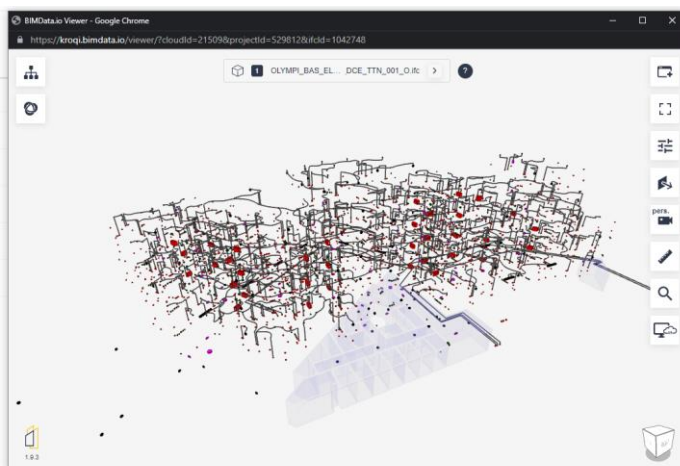 BIMData.io Viewer - Google Chrome
https://kroqi.bimdata.io/viewer/?cloudId=21509&projectId=529812&ifcId=1042748
1 OLYMPI_BAS_EL... _DCE_TTN_001_O.ifc > ?
pers.
1.9.3